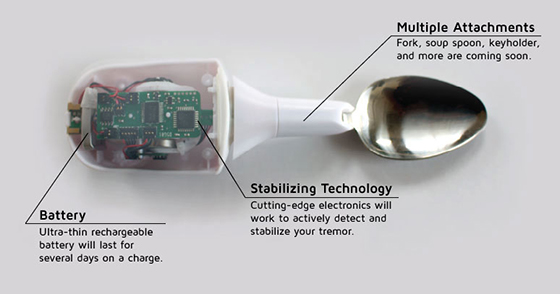 Multiple Attachments
Fork, soup spoon, keyholder,
and more are coming soon.
Stabilizing Technology
Cutting-edge electronics will
work to actively detect and
stabilize your tremor.
Battery
Ultra-thin rechargeable
battery will last for
several days on a charge.